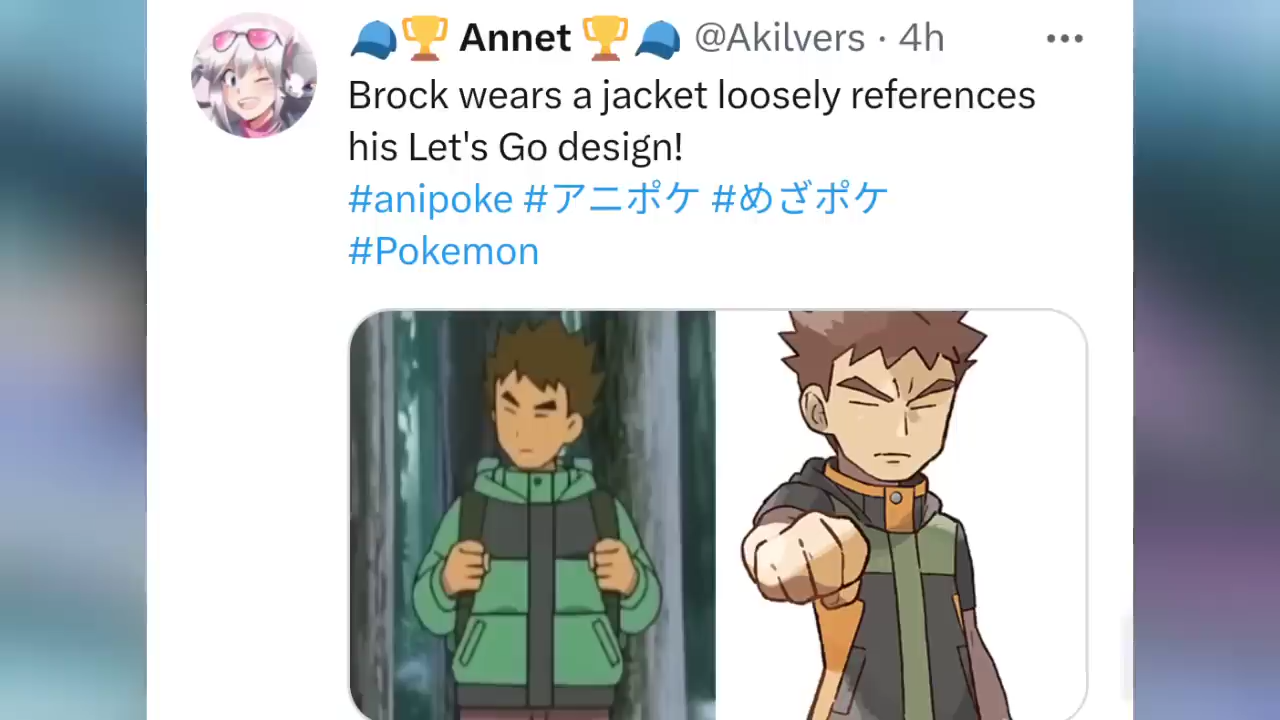 🧢🏆 Annet 🏆🧢 @Akilvers · 4h
Brock wears a jacket loosely references
his Let's Go design!
#anipoke #アニポケ #めざポケ
#Pokemon